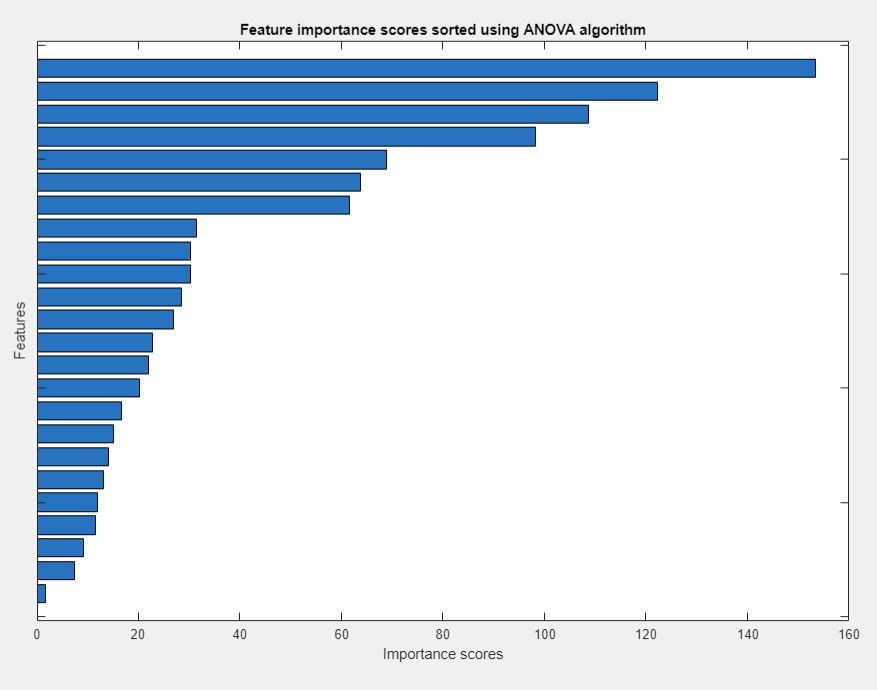 Feature importance scores sorted using ANOVA algorithm
Features
0 20 40 60 80 100 120 140 160
Importance scores